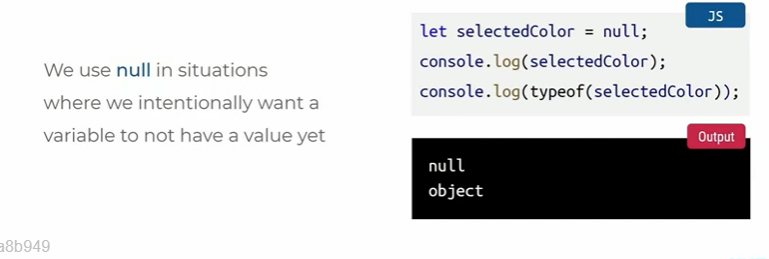 We use null in situations
where we intentionally want a
variable to not have a value yet
JS
let selectedColor = null;
console.log(selectedColor);
console.log(typeof(selectedColor));
Output
null
object
a8b949